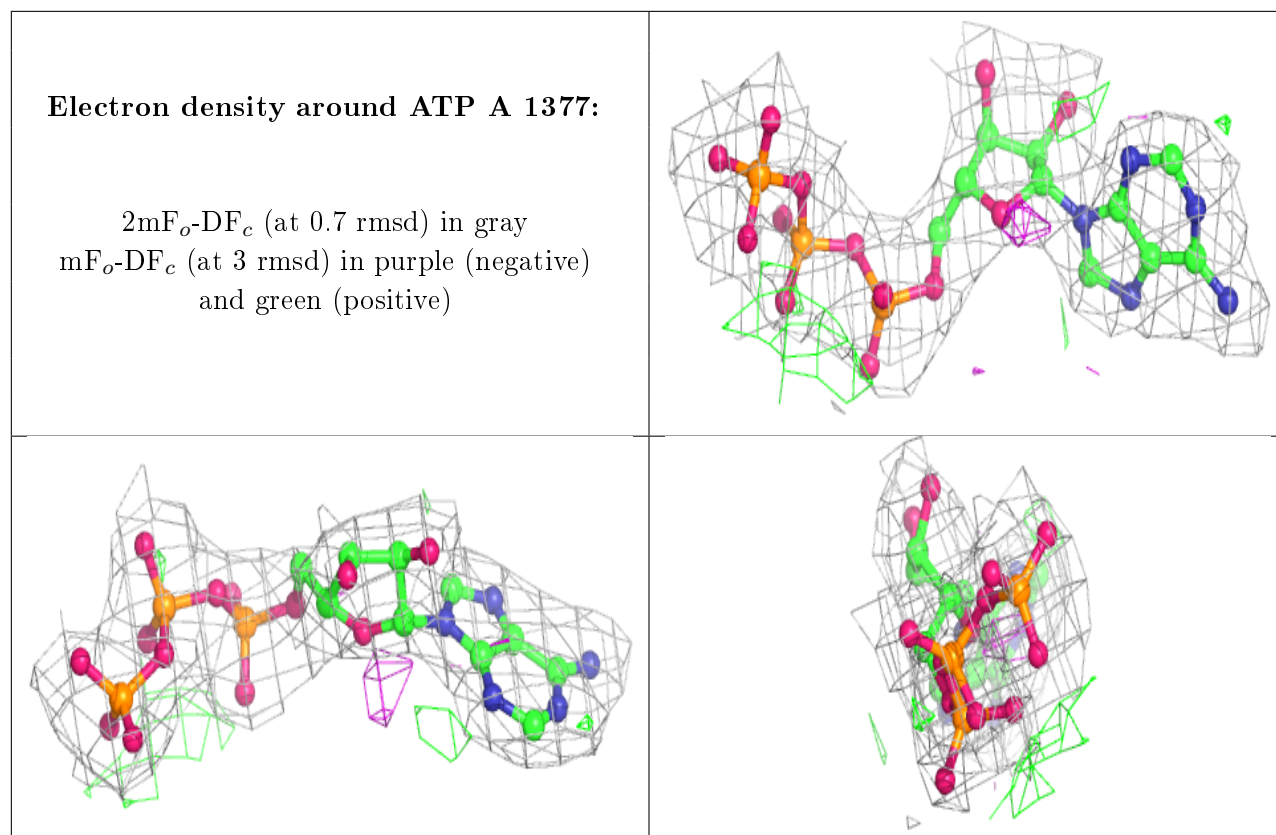 Electron density around ATP A 1377:
2mFₒ-DF𝒸 (at 0.7 rmsd) in gray
mFₒ-DF𝒸 (at 3 rmsd) in purple (negative)
and green (positive)